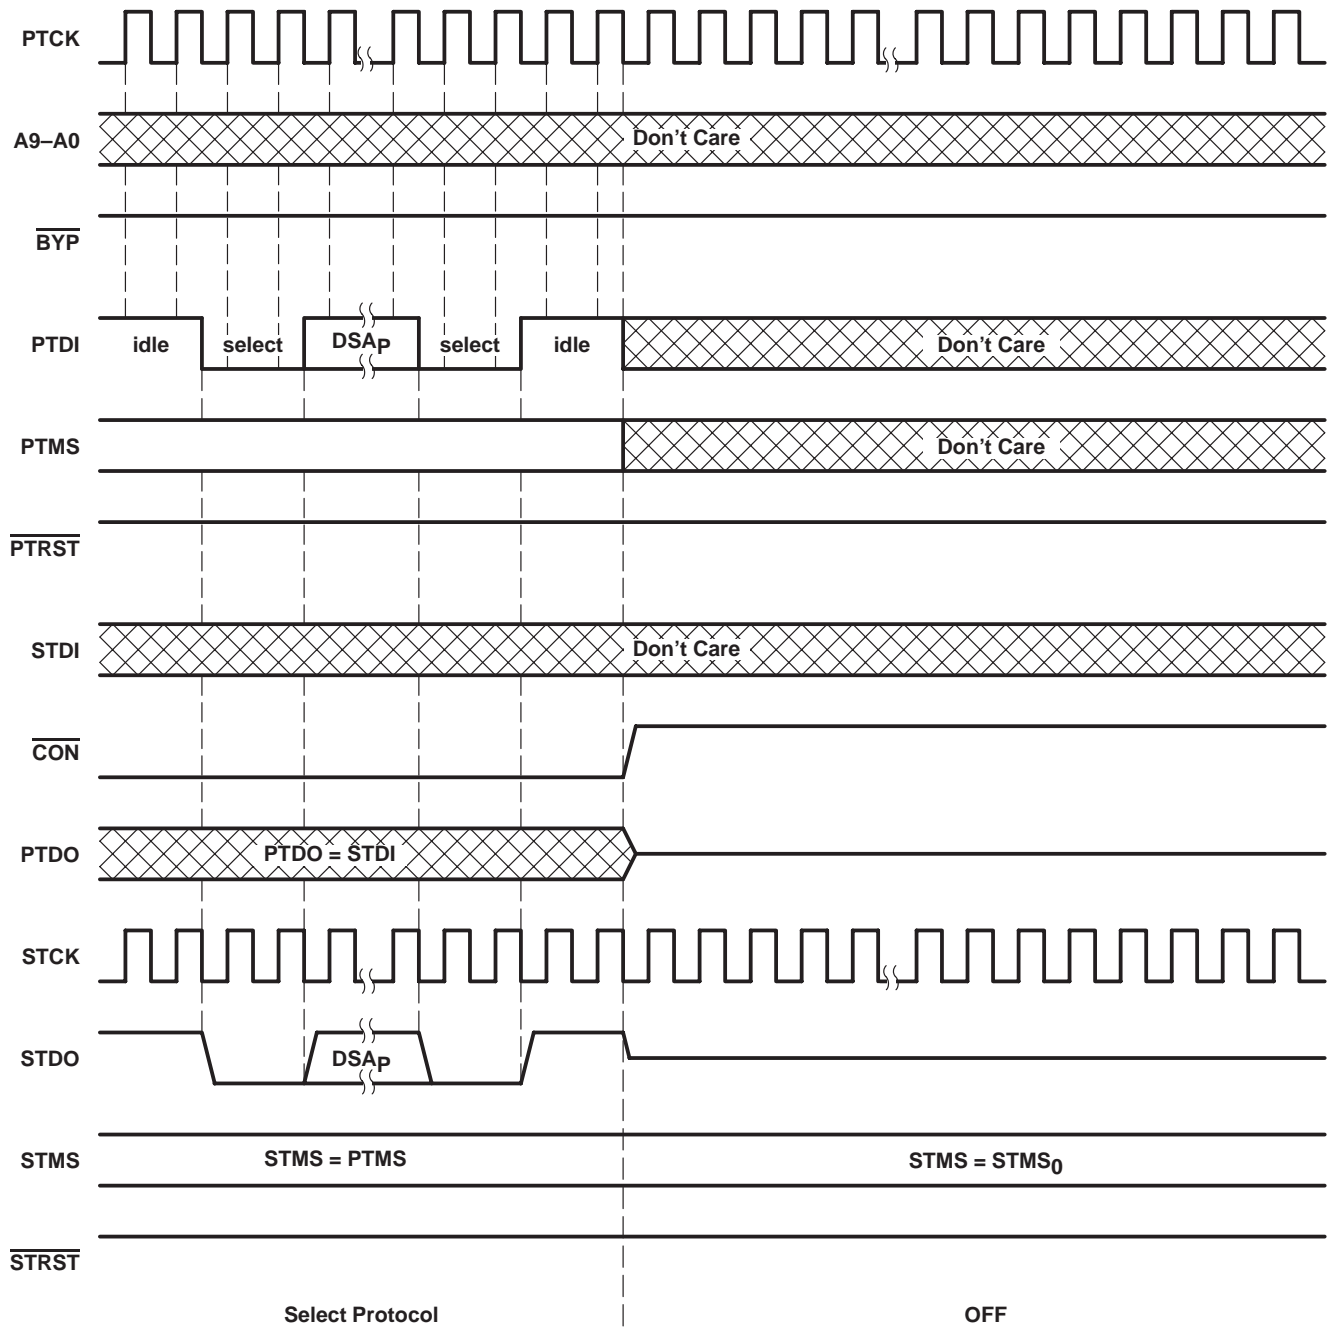 PTCK
A9–A0 Don't Care
BYP
PTDI idle select DSAP select idle Don't Care
PTMS Don't Care
PTRST
STDI Don't Care
CON
PTDO PTDO = STDI
STCK
STDO DSAP
STMS STMS = PTMS STMS = STMS0
STRST
Select Protocol OFF